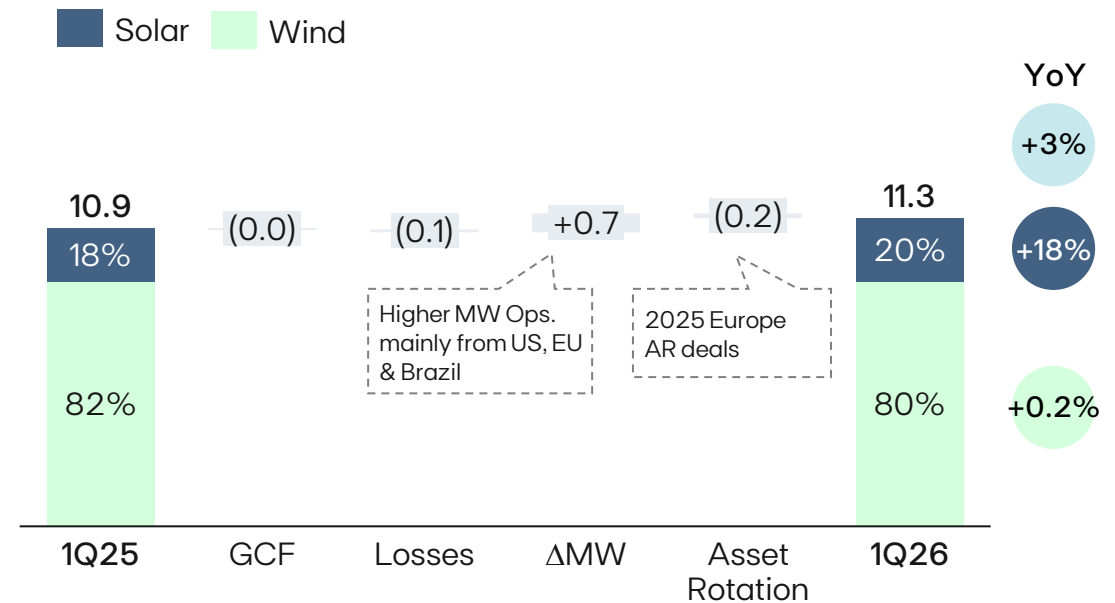 Solar
Wind
YoY
+3%
10.9
(0.0)
(0.1)
+0.7
(0.2)
11.3
18%
20%
+18%
Higher MW Ops.
mainly from US, EU
& Brazil
2025 Europe
AR deals
82%
80%
+0.2%
1Q25
GCF
Losses
ΔMW
Asset
Rotation
1Q26